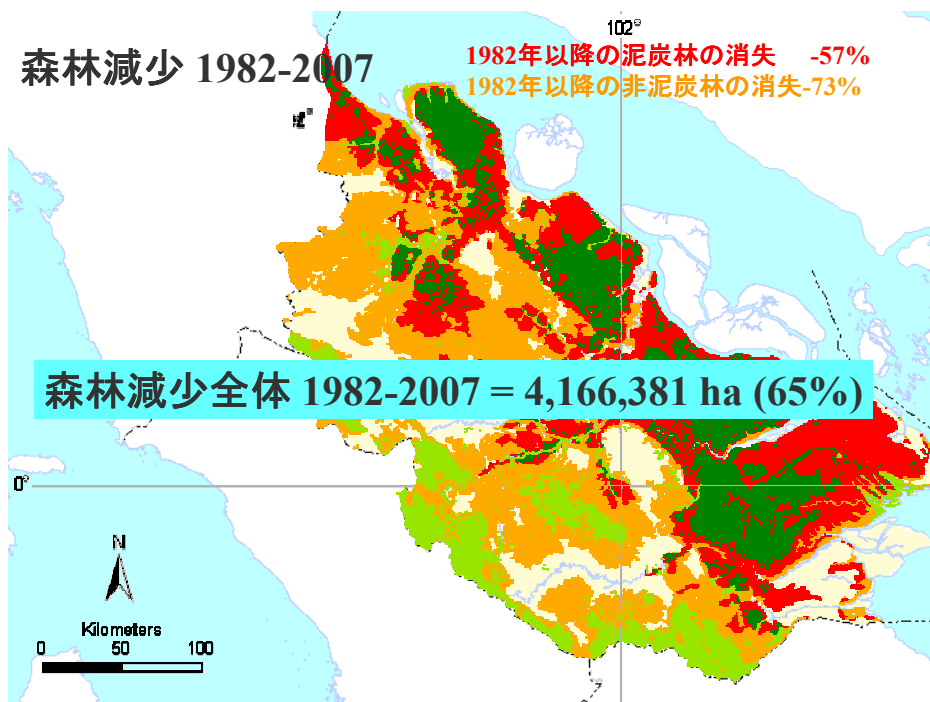 102°
森林減少 1982-2007
1982年以降の泥炭林の消失 -57%
1982年以降の非泥炭林の消失-73%
森林減少全体 1982-2007 = 4,166,381 ha (65%)
0°
N
Kilometers
0 50 100